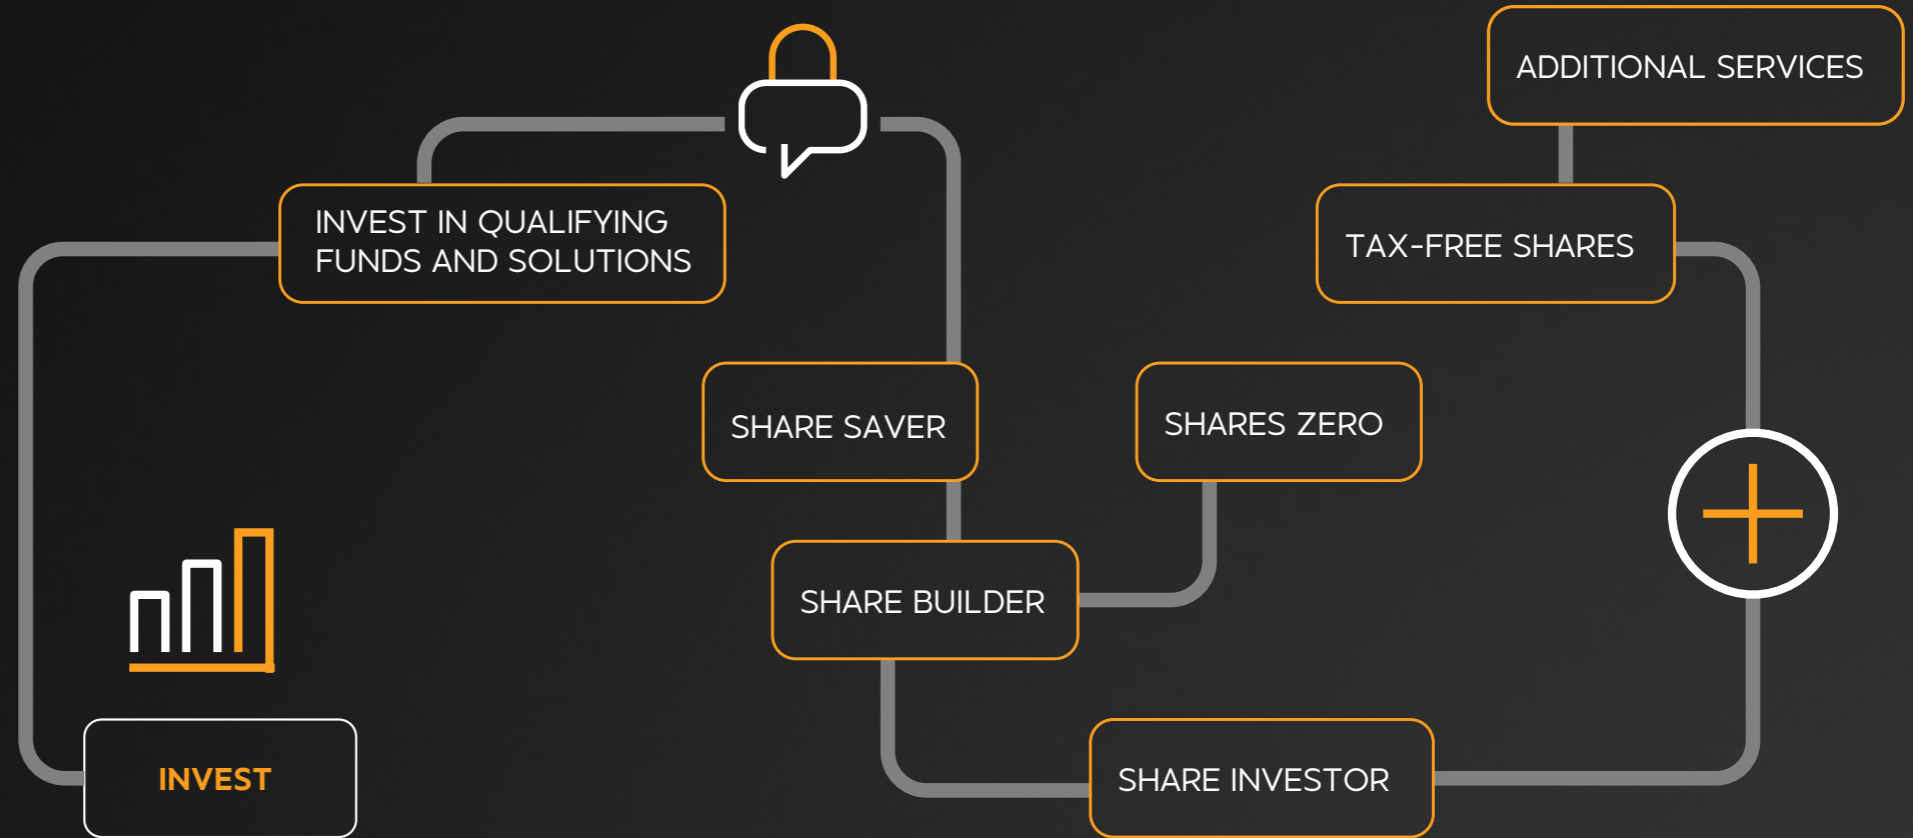 ADDITIONAL SERVICES
INVEST IN QUALIFYING
FUNDS AND SOLUTIONS
TAX-FREE SHARES
SHARE SAVER
SHARES ZERO
SHARE BUILDER
INVEST
SHARE INVESTOR